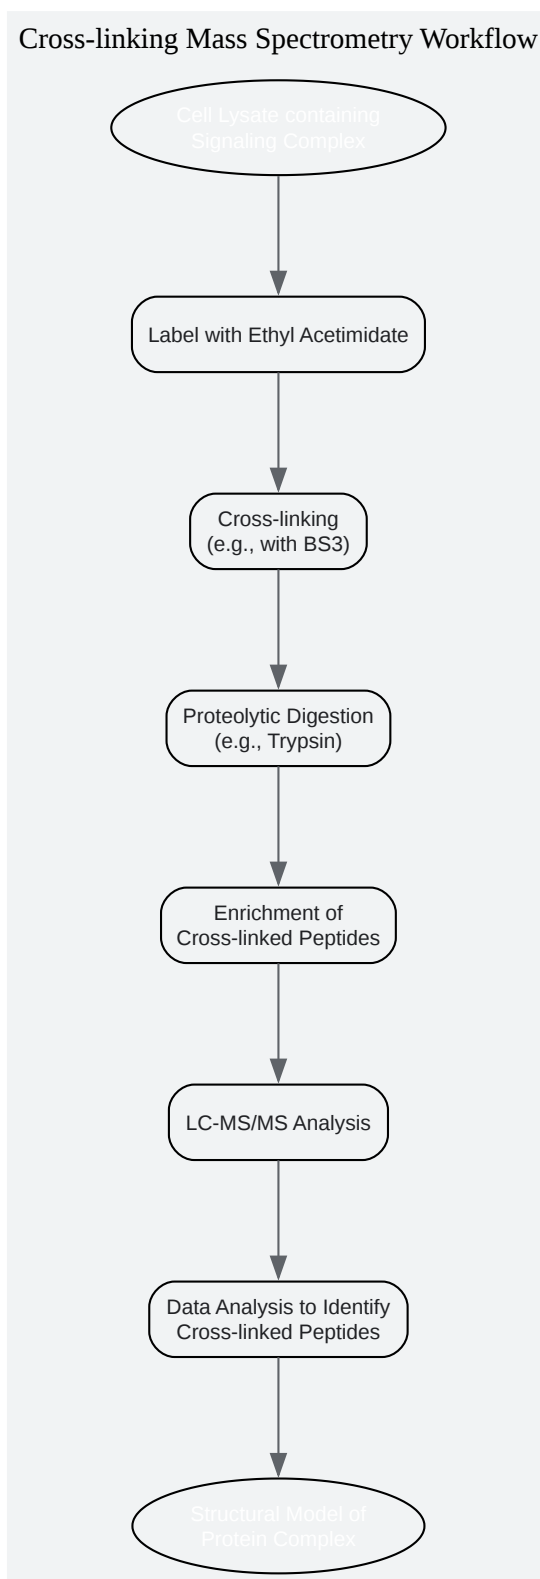 Cross-linking Mass Spectrometry Workflow
Cell Lysate containing
Signaling Complex
Label with Ethyl Acetimidate
Cross-linking
(e.g., with BS3)
Proteolytic Digestion
(e.g., Trypsin)
Enrichment of
Cross-linked Peptides
LC-MS/MS Analysis
Data Analysis to Identify
Cross-linked Peptides
Structural Model of
Protein Complex